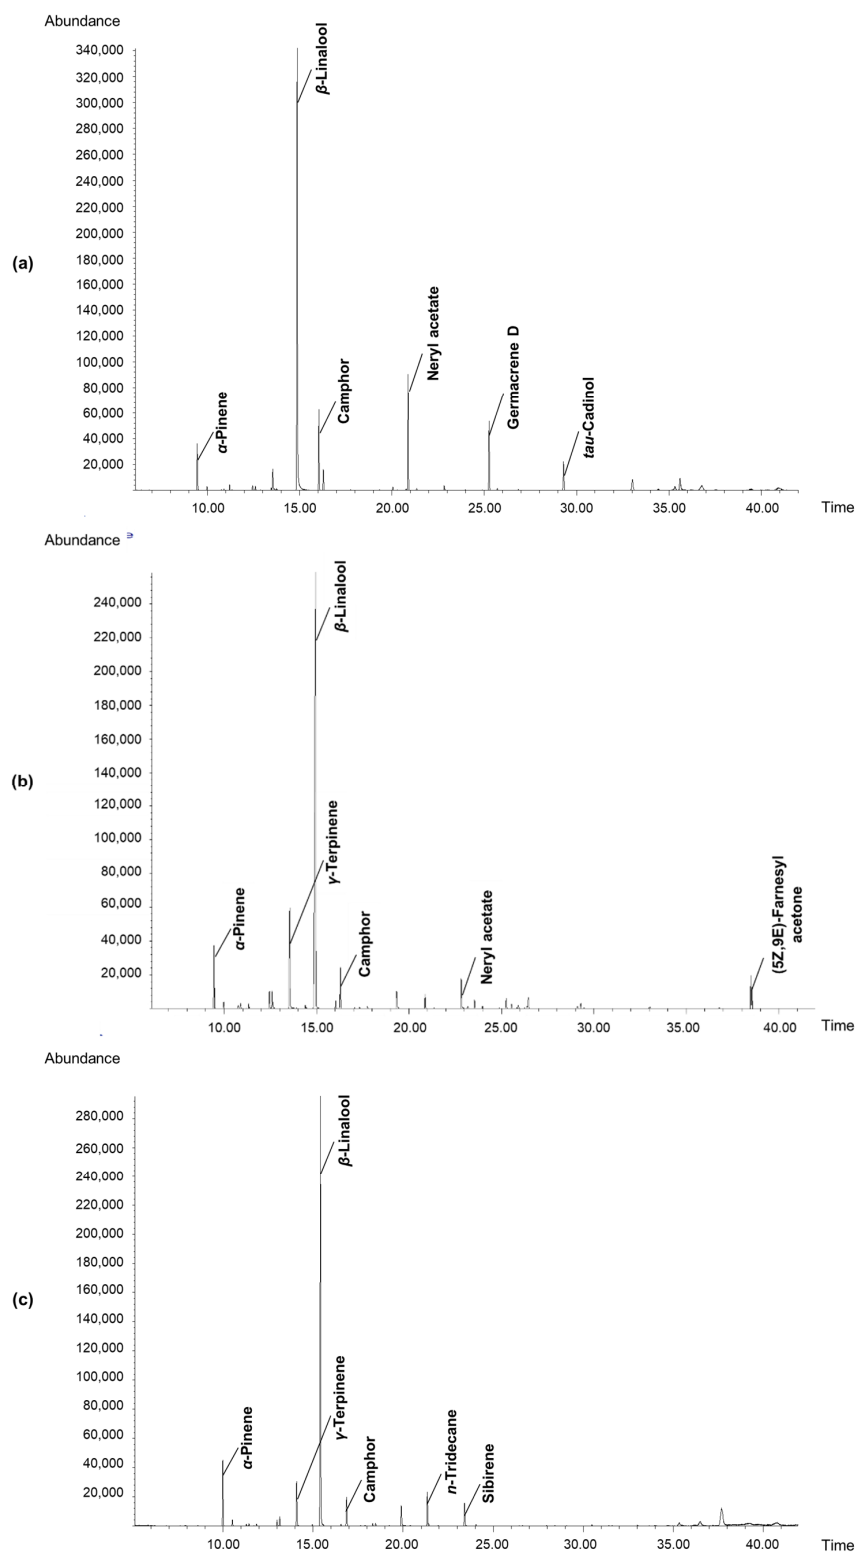 Abundance
340,000
320,000
300,000
280,000
260,000
240,000
220,000
200,000
180,000
160,000
140,000
120,000
100,000
80,000
60,000
40,000
20,000
(a)
α-Pinene
β-Linalool
Camphor
Neryl acetate
Germacrene D
tau-Cadinol
10.00 15.00 20.00 25.00 30.00 35.00 40.00 Time
Abundance
240,000
220,000
200,000
180,000
160,000
140,000
120,000
100,000
80,000
60,000
40,000
20,000
(b)
α-Pinene
γ-Terpinene
β-Linalool
Camphor
Neryl acetate
(5Z,9E)-Farnesyl
acetone
10.00 15.00 20.00 25.00 30.00 35.00 40.00 Time
Abundance
280,000
260,000
240,000
220,000
200,000
180,000
160,000
140,000
120,000
100,000
80,000
60,000
40,000
20,000
(c)
α-Pinene
γ-Terpinene
β-Linalool
Camphor
n-Tridecane
Sibirene
10.00 15.00 20.00 25.00 30.00 35.00 40.00 Time